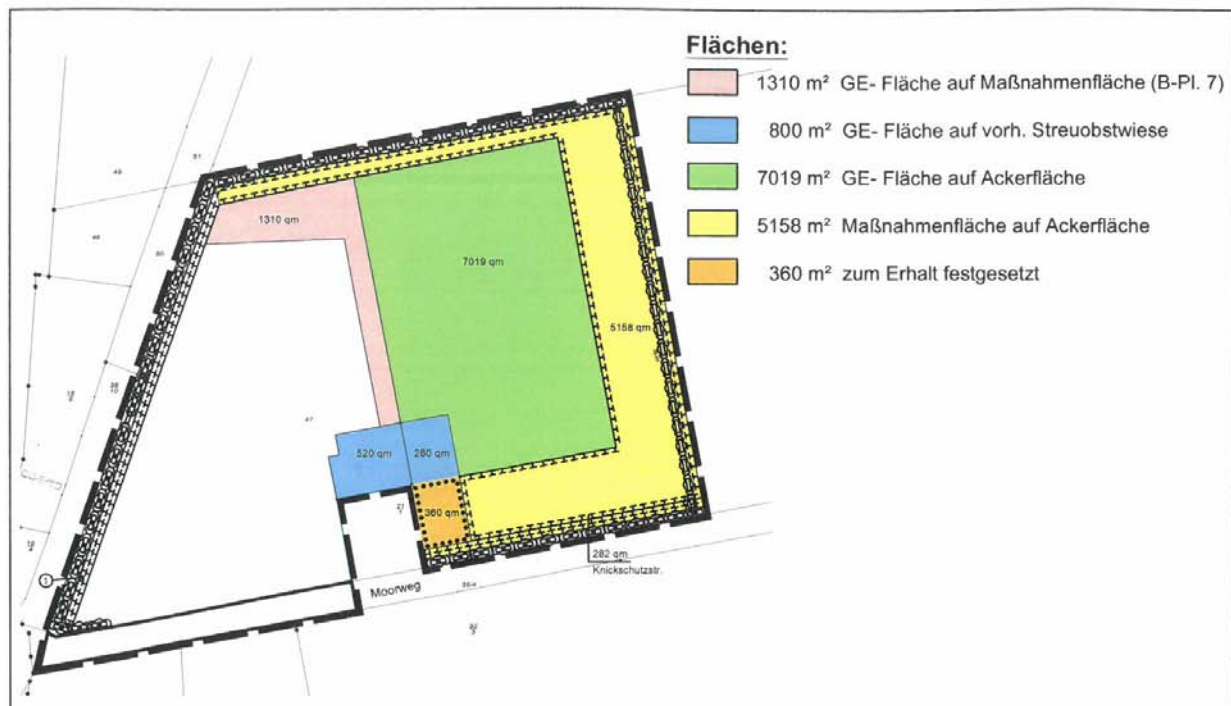 Flächen:
1310 m² GE- Fläche auf Maßnahmenfläche (B-Pl. 7)
800 m² GE- Fläche auf vorh. Streuobstwiese
7019 m² GE- Fläche auf Ackerfläche
5158 m² Maßnahmenfläche auf Ackerfläche
360 m² zum Erhalt festgesetzt
51
49
1310 qm
48
50
7019 qm
5158 qm
47
520 qm
280 qm
21
360 qm
282 qm
Knickschutzstr.
1
Moorweg